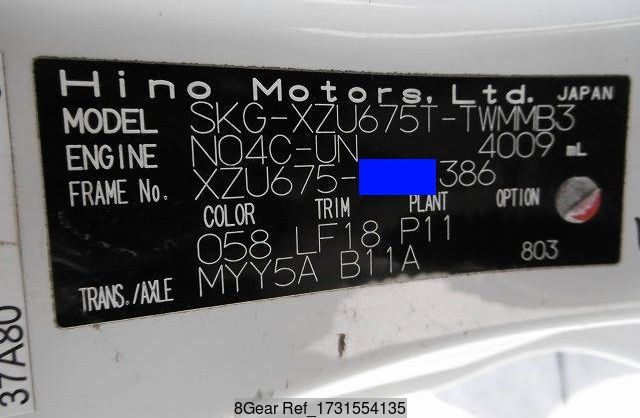 Hino Motors, Ltd. JAPAN
MODEL SKG-XZU675T-TWMMB3
ENGINE N04C-UN 4009 mL
FRAME No. XZU675- 386
COLOR TRIM PLANT OPTION
058 LF18 P11
TRANS./AXLE MYY5A B11A 803
37A80
8Gear Ref_1731554135